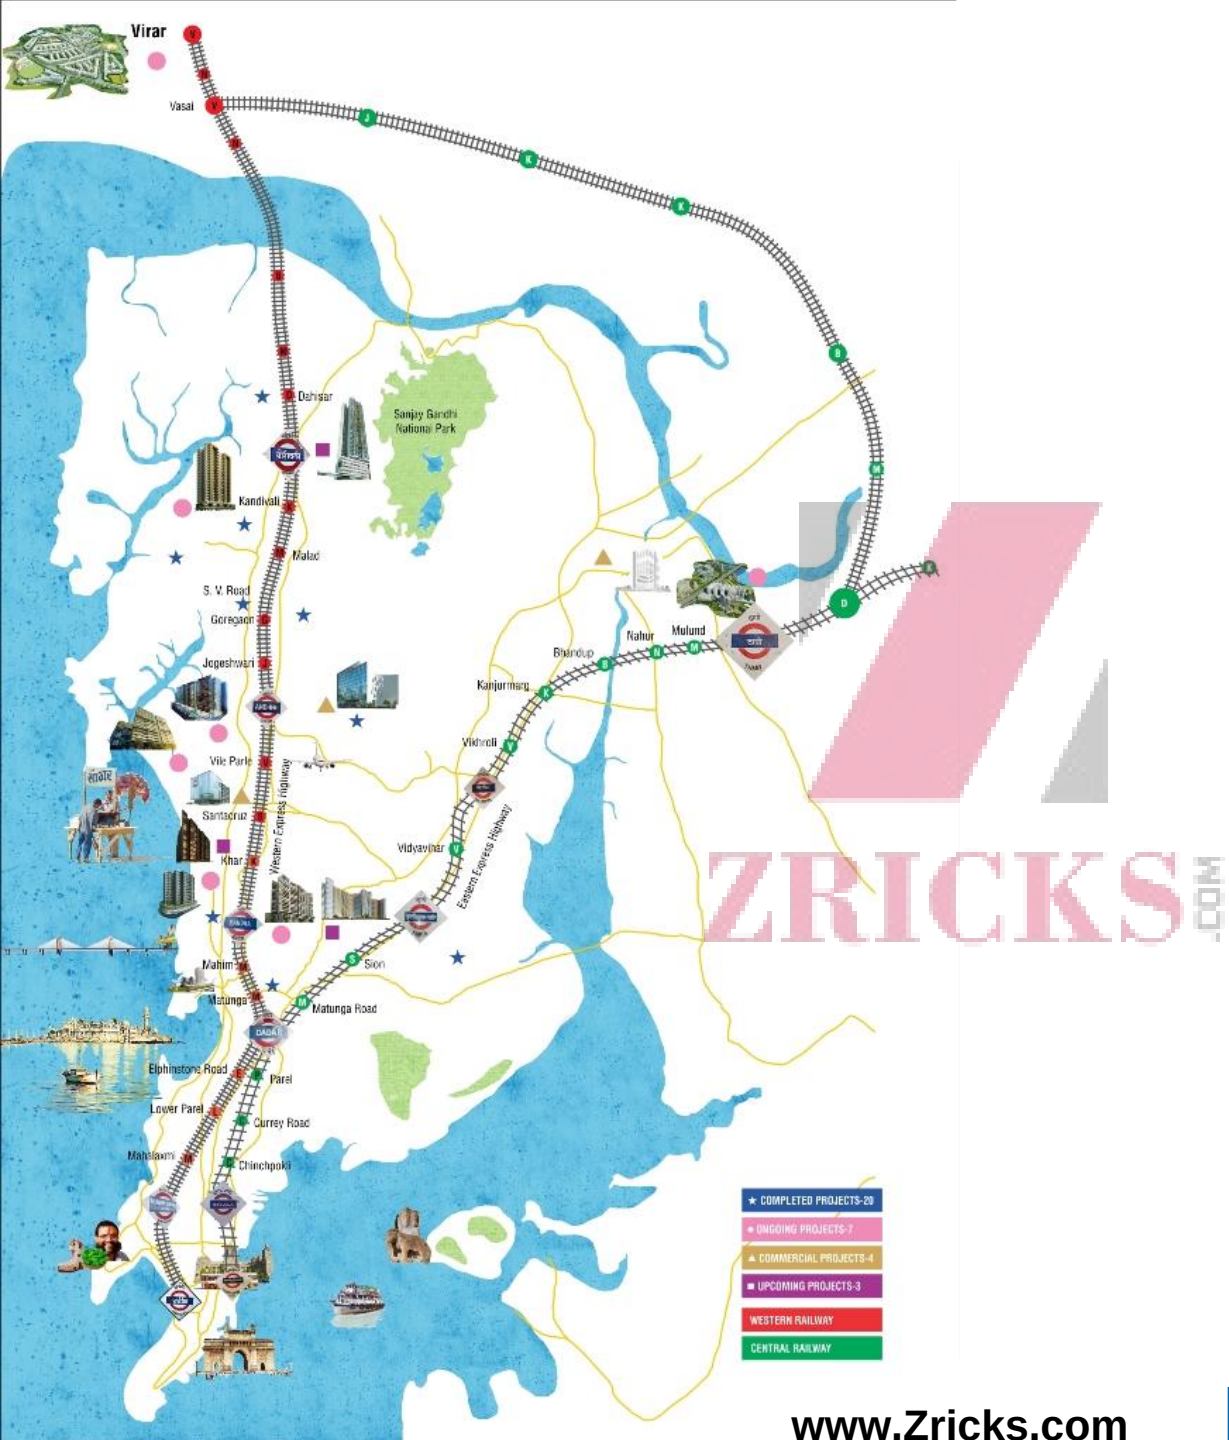 Virar
V
N
Vasai
V
J
N
K
K
B
Dahisar
M
Sanjay Gandhi
National Park
बोरीवली
Kandivali
K
Malad
M
S. V. Road
Goregaon
G
D
Jogeshwari
J
Nahur
Mulund
ठाणे
ठाणे
Bhandup
B
N
M
Kanjurmarg
K
Vikhroli
V
Vile Parle
V
सागर
Western Express Highway
Santacruz
Khar
K
Vidyavihar
V
Eastern Express Highway
ZRICKS
.COM
Mahim
M
S
Sion
Matunga
M
M
Matunga Road
DADAR
Elphinstone Road
E
P
Parel
Lower Parel
L
C
Currey Road
Mahalaxmi
M
C
Chinchpokli
★ COMPLETED PROJECTS-20
● ONGOING PROJECTS-7
▲ COMMERCIAL PROJECTS-4
■ UPCOMING PROJECTS-3
WESTERN RAILWAY
CENTRAL RAILWAY
www.Zricks.com